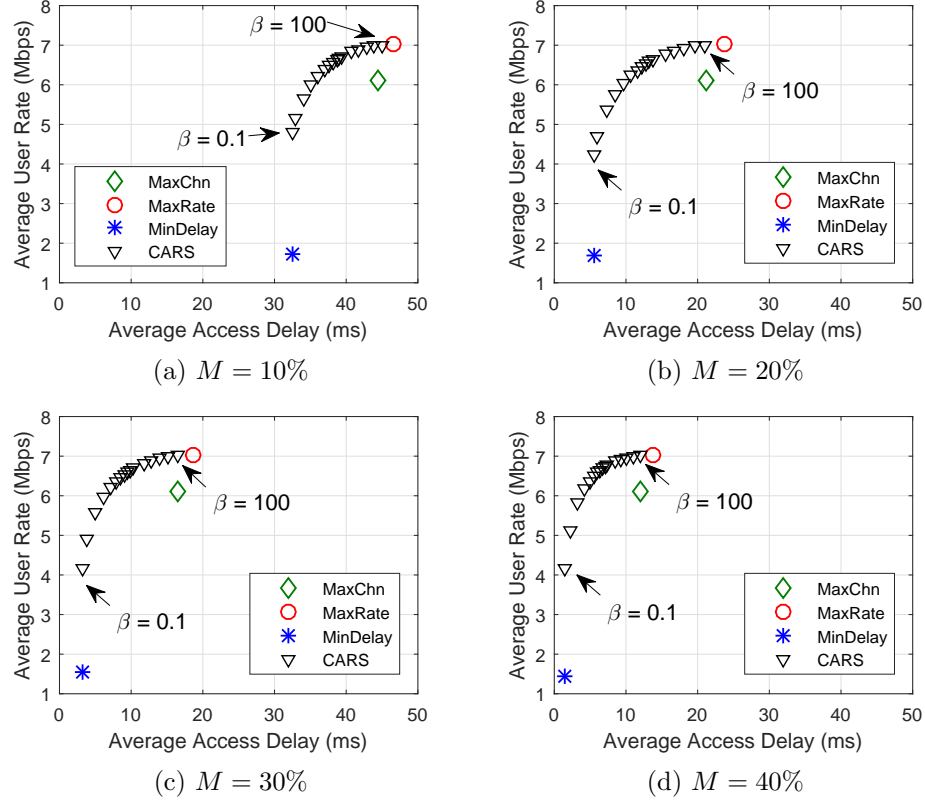 8
7
6
5
4
3
2
1
0 10 20 30 40 50
Average User Rate (Mbps)
Average Access Delay (ms)
β = 100
β = 0.1
MaxChn
MaxRate
MinDelay
CARS
(a) M = 10%
8
7
6
5
4
3
2
1
0 10 20 30 40 50
Average User Rate (Mbps)
Average Access Delay (ms)
β = 100
β = 0.1
MaxChn
MaxRate
MinDelay
CARS
(b) M = 20%
8
7
6
5
4
3
2
1
0 10 20 30 40 50
Average User Rate (Mbps)
Average Access Delay (ms)
β = 100
β = 0.1
MaxChn
MaxRate
MinDelay
CARS
(c) M = 30%
8
7
6
5
4
3
2
1
0 10 20 30 40 50
Average User Rate (Mbps)
Average Access Delay (ms)
β = 100
β = 0.1
MaxChn
MaxRate
MinDelay
CARS
(d) M = 40%